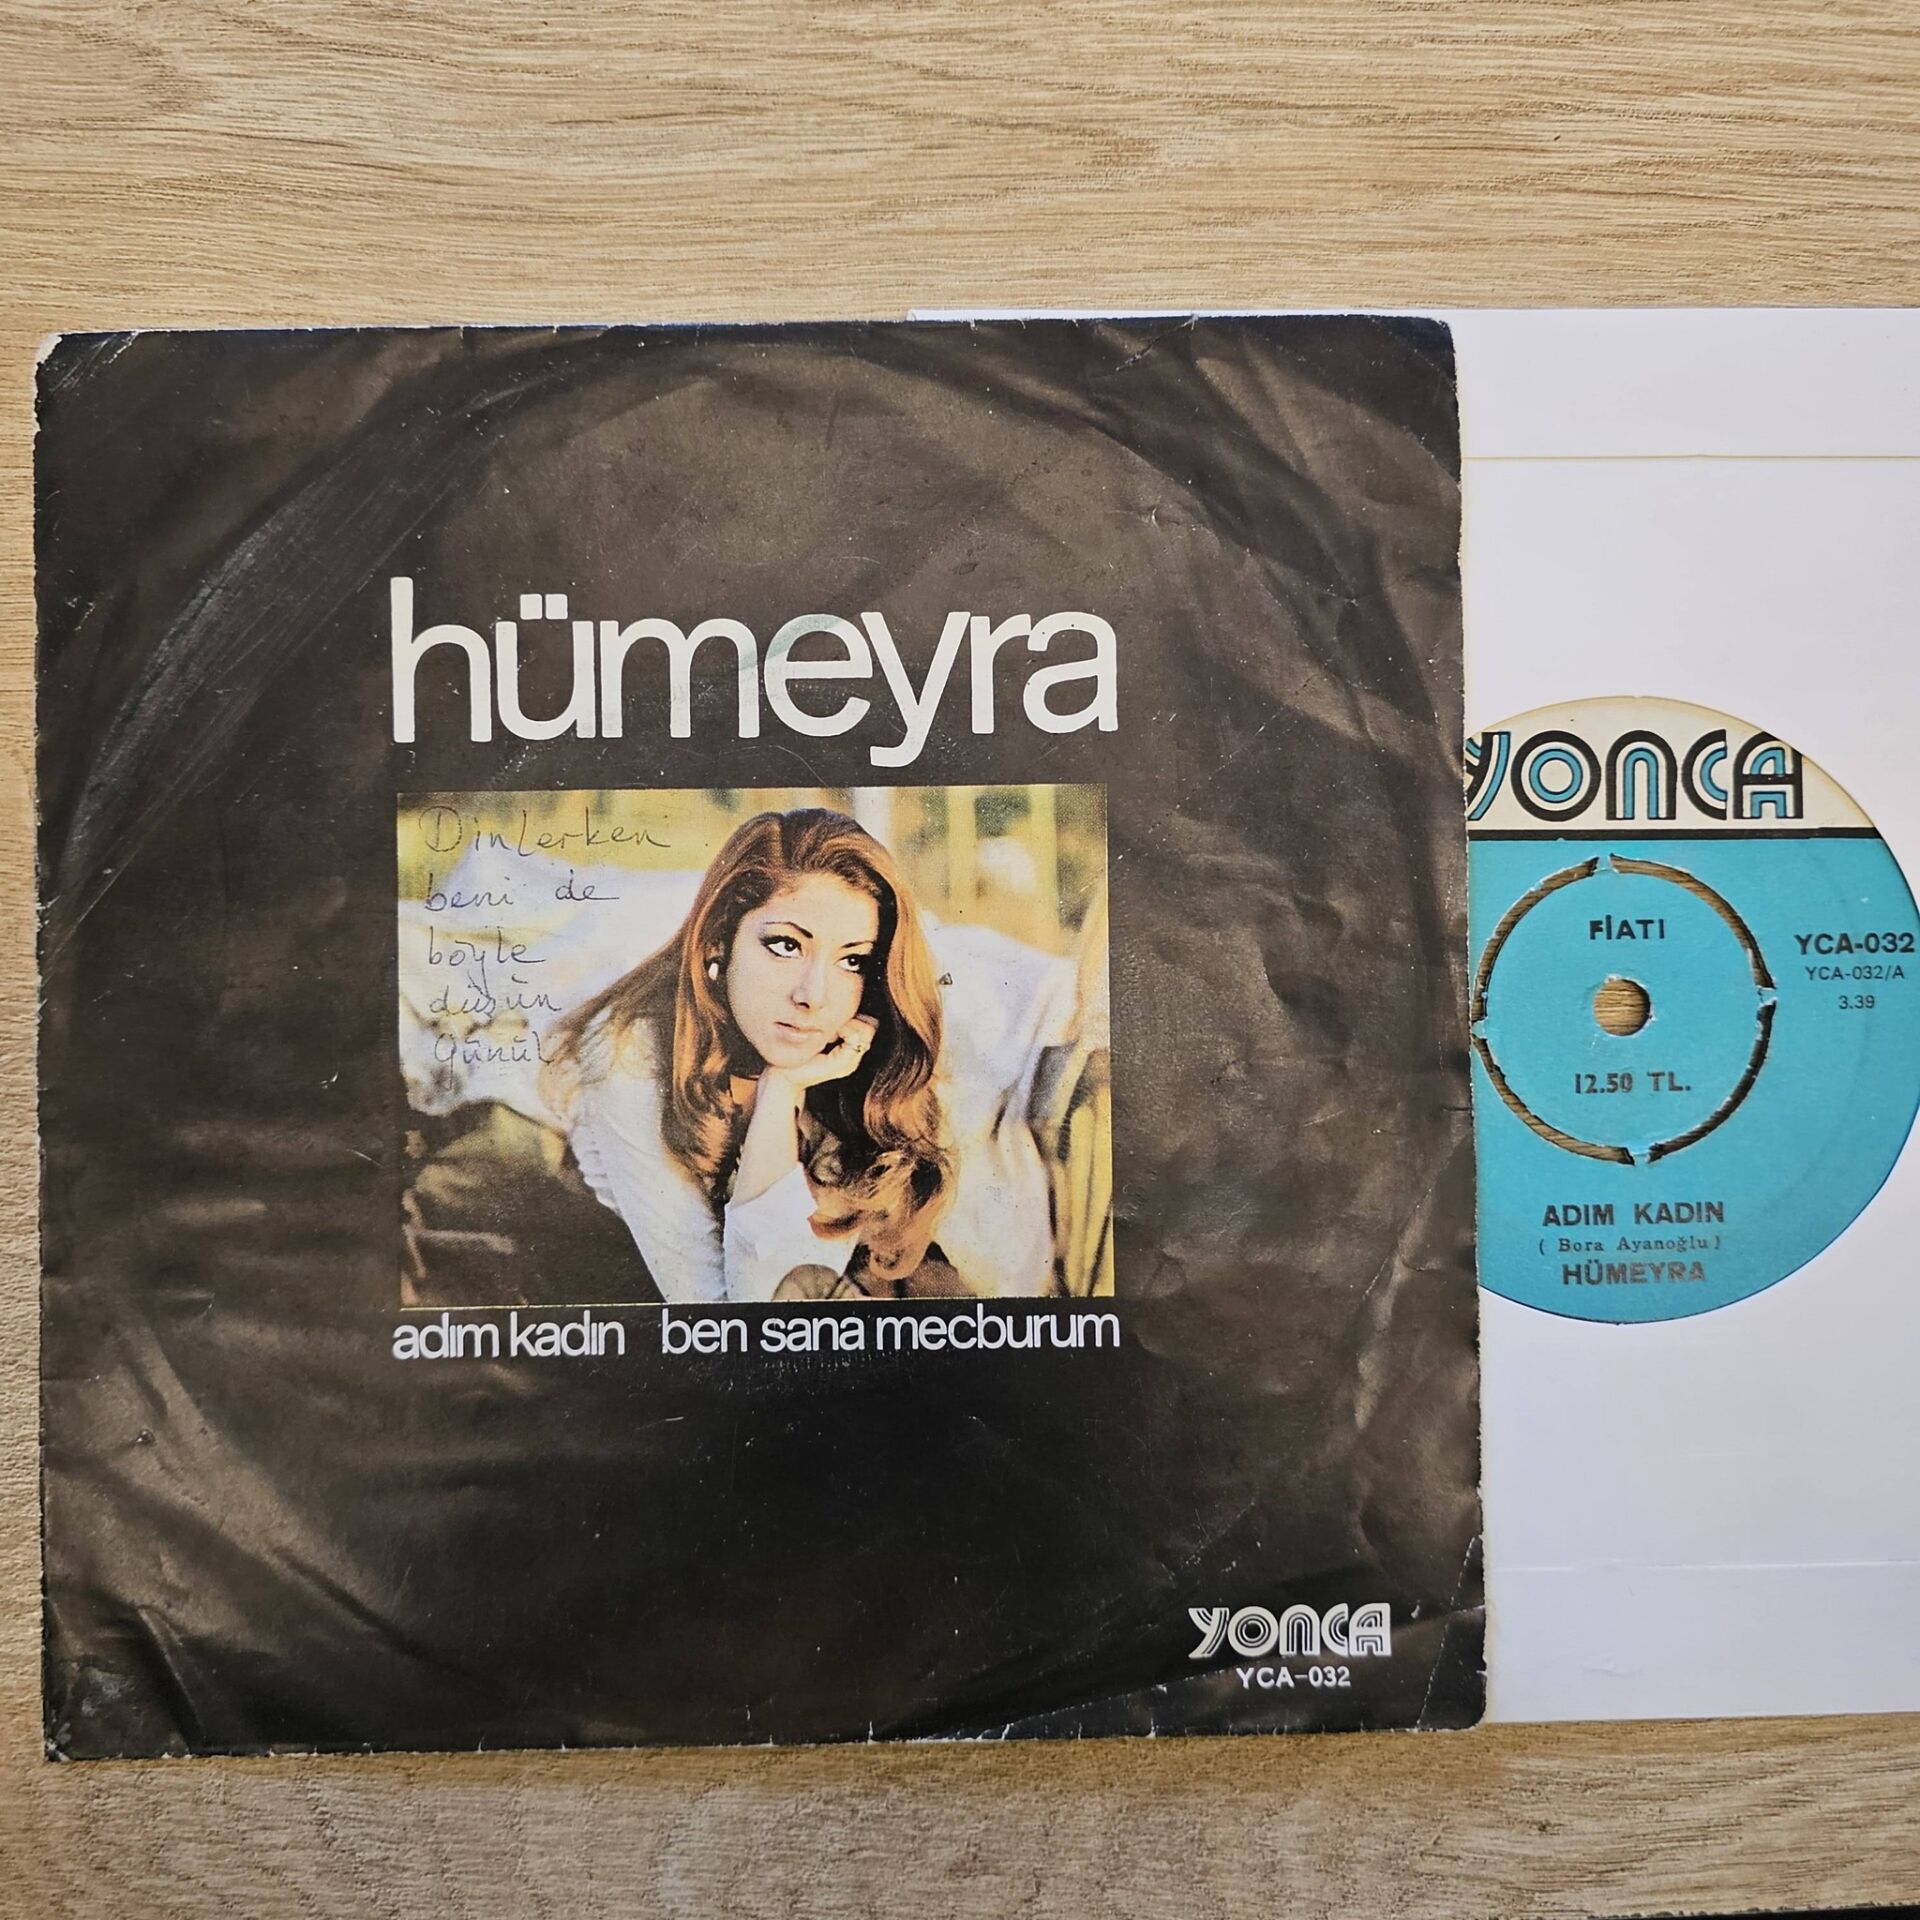 hümeyra
Dinlerken
beni de
böyle
düşün
Gönül
adım kadın ben sana mecburum
YONCA
YCA-032
YONCA
FİATI
YCA-032
YCA-032/A
3.39
12.50 TL.
ADIM KADIN
( Bora Ayanoğlu )
HÜMEYRA